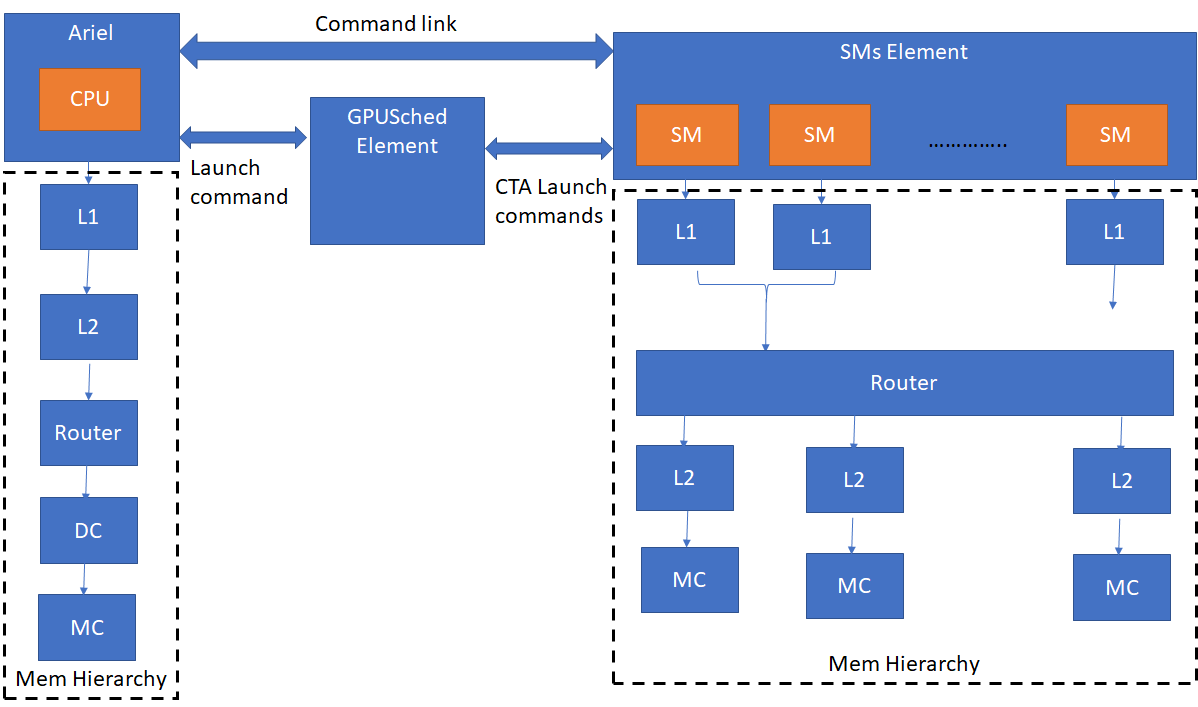 Command link
Ariel
CPU
GPUSched
Element
SMs Element
SM
SM
…………..
SM
Launch
command
CTA Launch
commands
L1
L2
Router
DC
MC
Mem Hierarchy
L1
L1
L1
Router
L2
L2
L2
MC
MC
MC
Mem Hierarchy